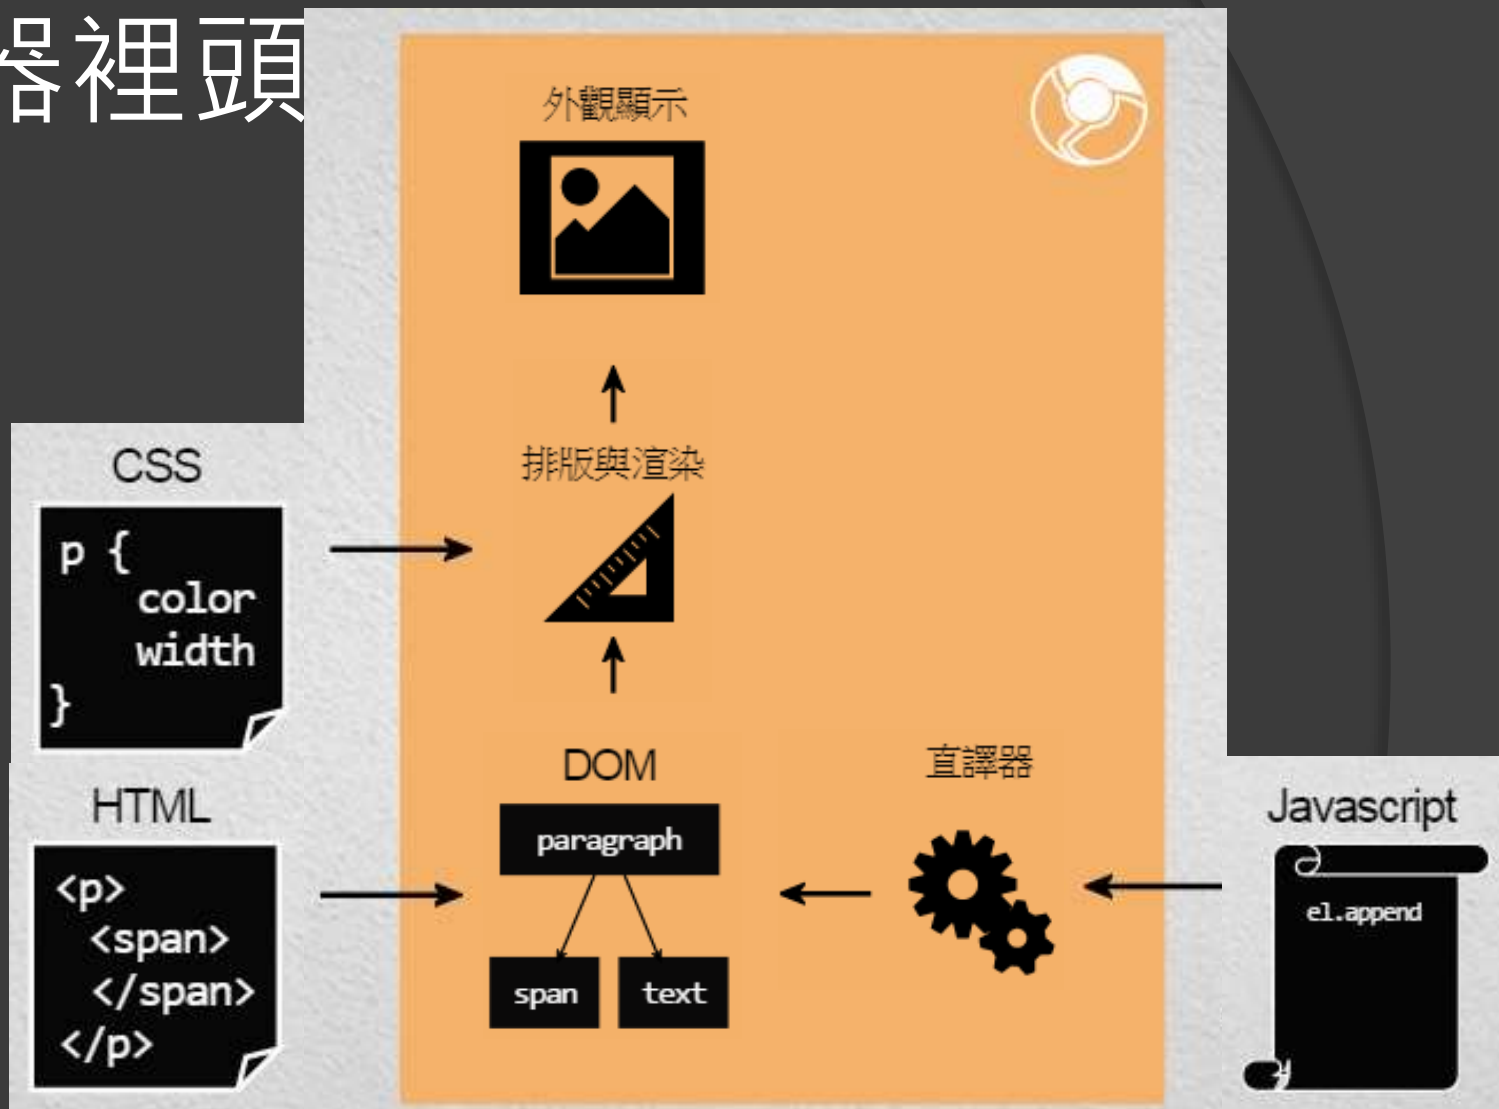 器裡頭
外觀顯示
排版與渲染
CSS
p {
color
width
}
HTML
<p>
<span>
</span>
</p>
DOM
paragraph
span
text
直譯器
Javascript
el.append